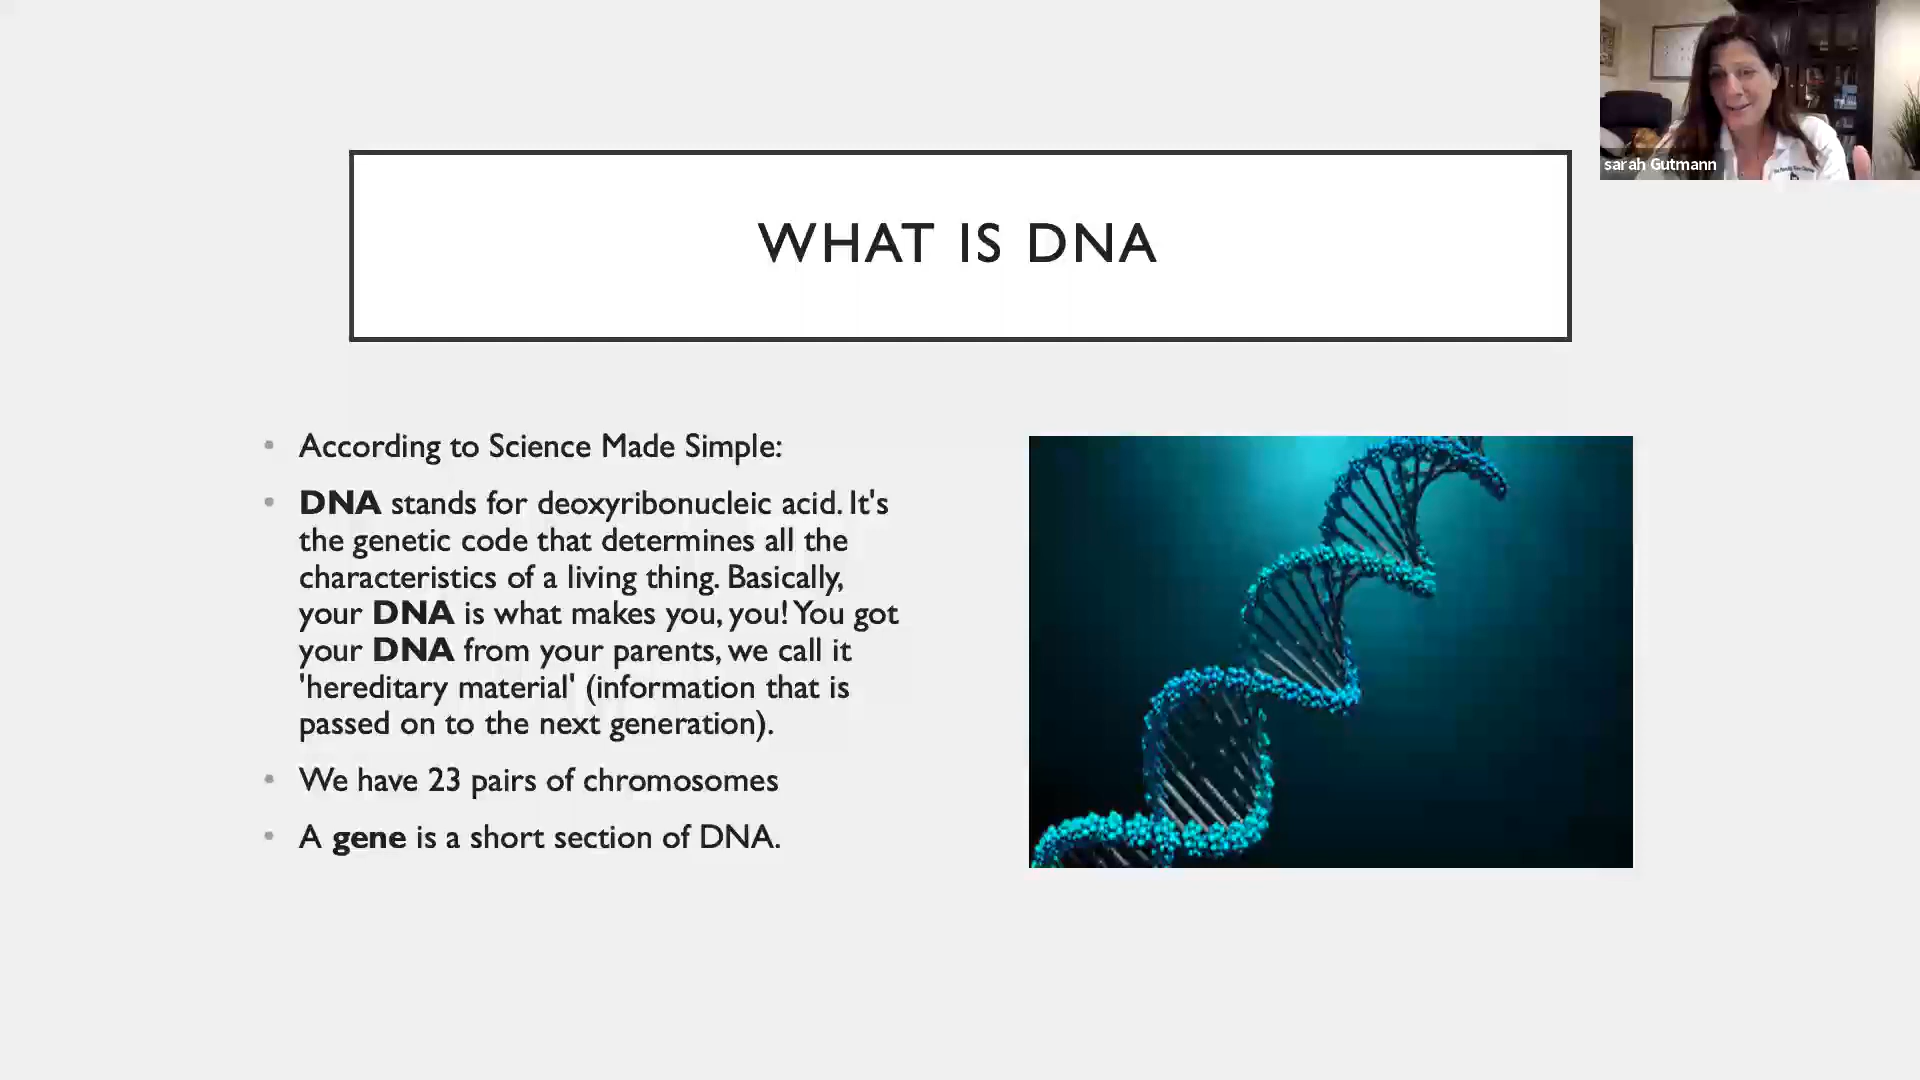 sarah Gutmann
WHAT IS DNA
• According to Science Made Simple:
• DNA stands for deoxyribonucleic acid. It's
the genetic code that determines all the
characteristics of a living thing. Basically,
your DNA is what makes you, you! You got
your DNA from your parents, we call it
'hereditary material' (information that is
passed on to the next generation).
• We have 23 pairs of chromosomes
• A gene is a short section of DNA.